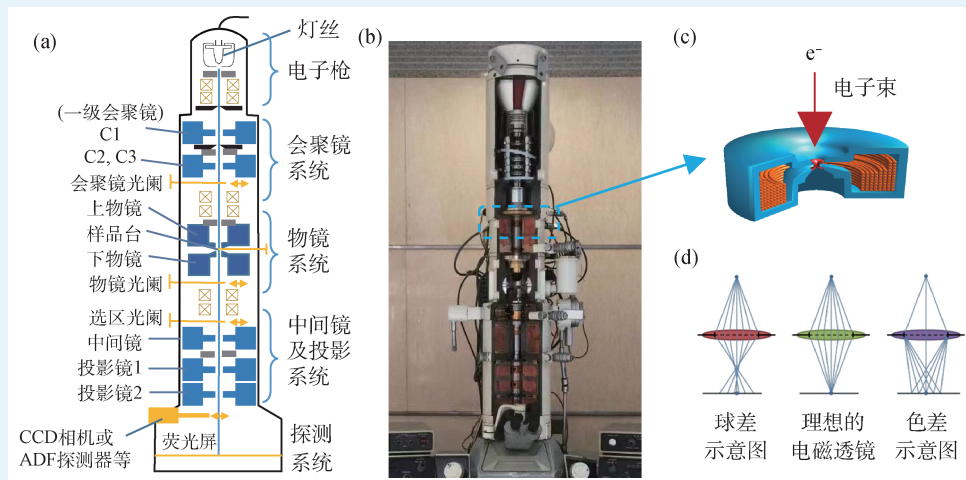 (a)
灯丝
电子枪
(一级会聚镜)
C1
C2, C3
会聚镜光阑
会聚镜
系统
上物镜
样品台
下物镜
物镜光阑
物镜
系统
选区光阑
中间镜
投影镜1
投影镜2
中间镜
及投影
系统
CCD相机或
ADF探测器等
荧光屏
探测
系统
(b)
(c)
e⁻
电子束
(d)
球差
示意图
理想的
电磁透镜
色差
示意图